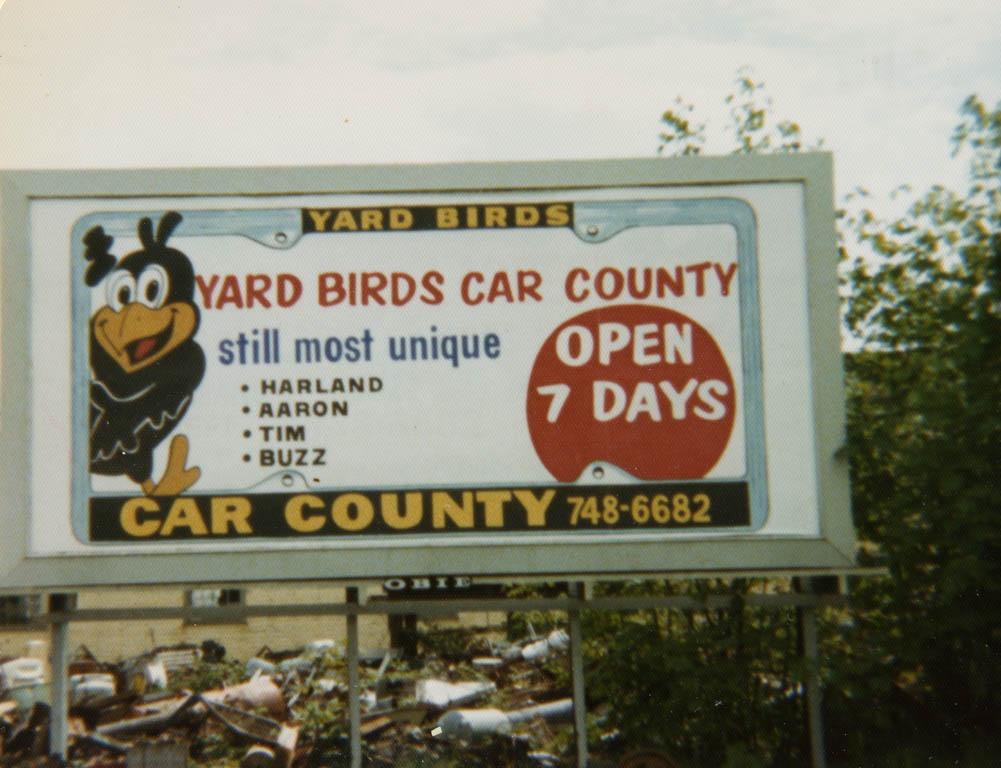 YARD BIRDS
YARD BIRDS CAR COUNTY
still most unique
• HARLAND
• AARON
• TIM
• BUZZ
OPEN
7 DAYS
CAR COUNTY 748-6682
OBIE